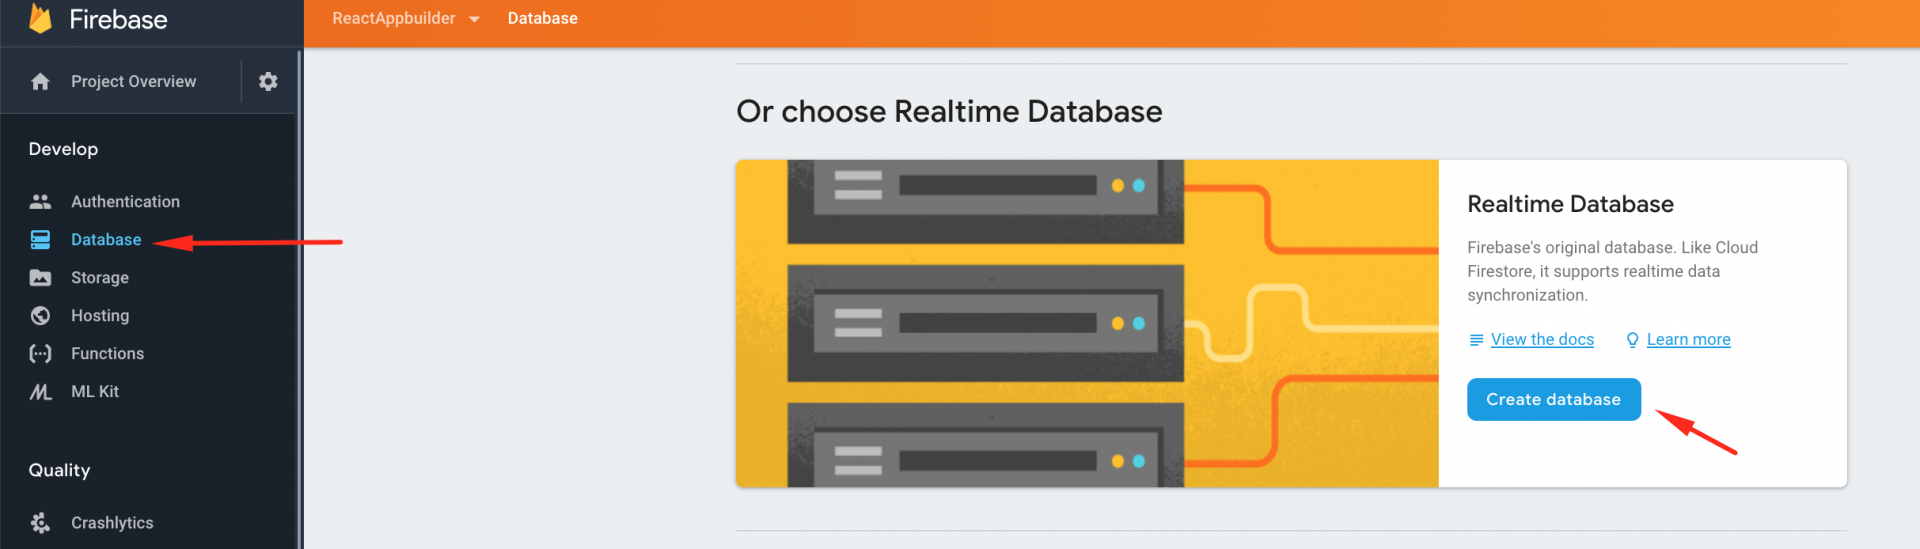 Firebase
ReactAppbuilder
Database
Project Overview
Develop
Authentication
Database
Storage
Hosting
Functions
ML Kit
Quality
Crashlytics
Or choose Realtime Database
Realtime Database
Firebase's original database. Like Cloud
Firestore, it supports realtime data
synchronization.
View the docs
Learn more
Create database